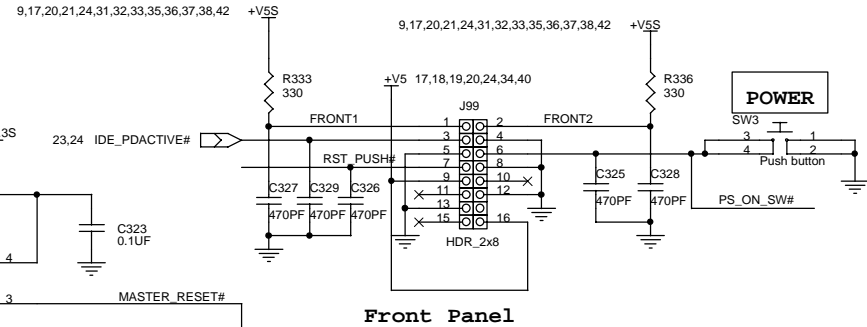 9,17,20,21,24,31,32,33,35,36,37,38,42 +V5S
9,17,20,21,24,31,32,33,35,36,37,38,42 +V5S
R333
330
+V5 17,18,19,20,24,34,40
R336
330
POWER
J99
SW3
FRONT1 1 2 FRONT2
3S
23,24 IDE_PDACTIVE# 3 4
3 1
5 6
4 2
RST_PUSH# 7 8
Push button
9 10
C327 C329 C326
11 12
C325 C328
470PF 470PF 470PF
13
470PF 470PF
PS_ON_SW#
15 16
C323
0.1UF
HDR_2x8
4
3 MASTER_RESET#
Front Panel